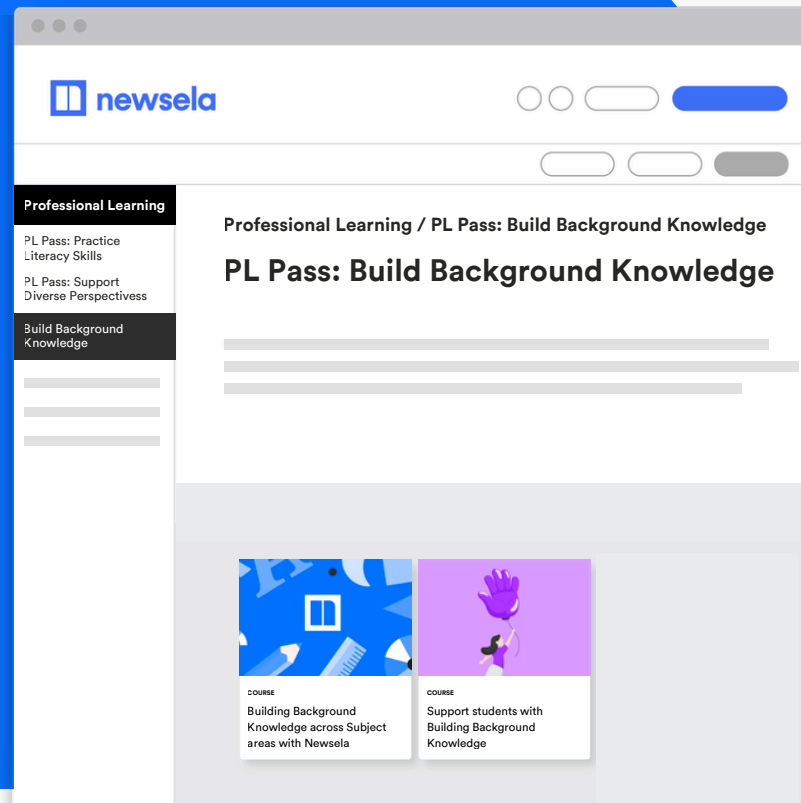 newsela
Professional Learning
PL Pass: Practice
Literacy Skills
PL Pass: Support
Diverse Perspectivess
Build Background
Knowledge
Professional Learning / PL Pass: Build Background Knowledge
PL Pass: Build Background Knowledge
COURSE
Building Background
Knowledge across Subject
areas with Newsela
COURSE
Support students with
Building Background
Knowledge